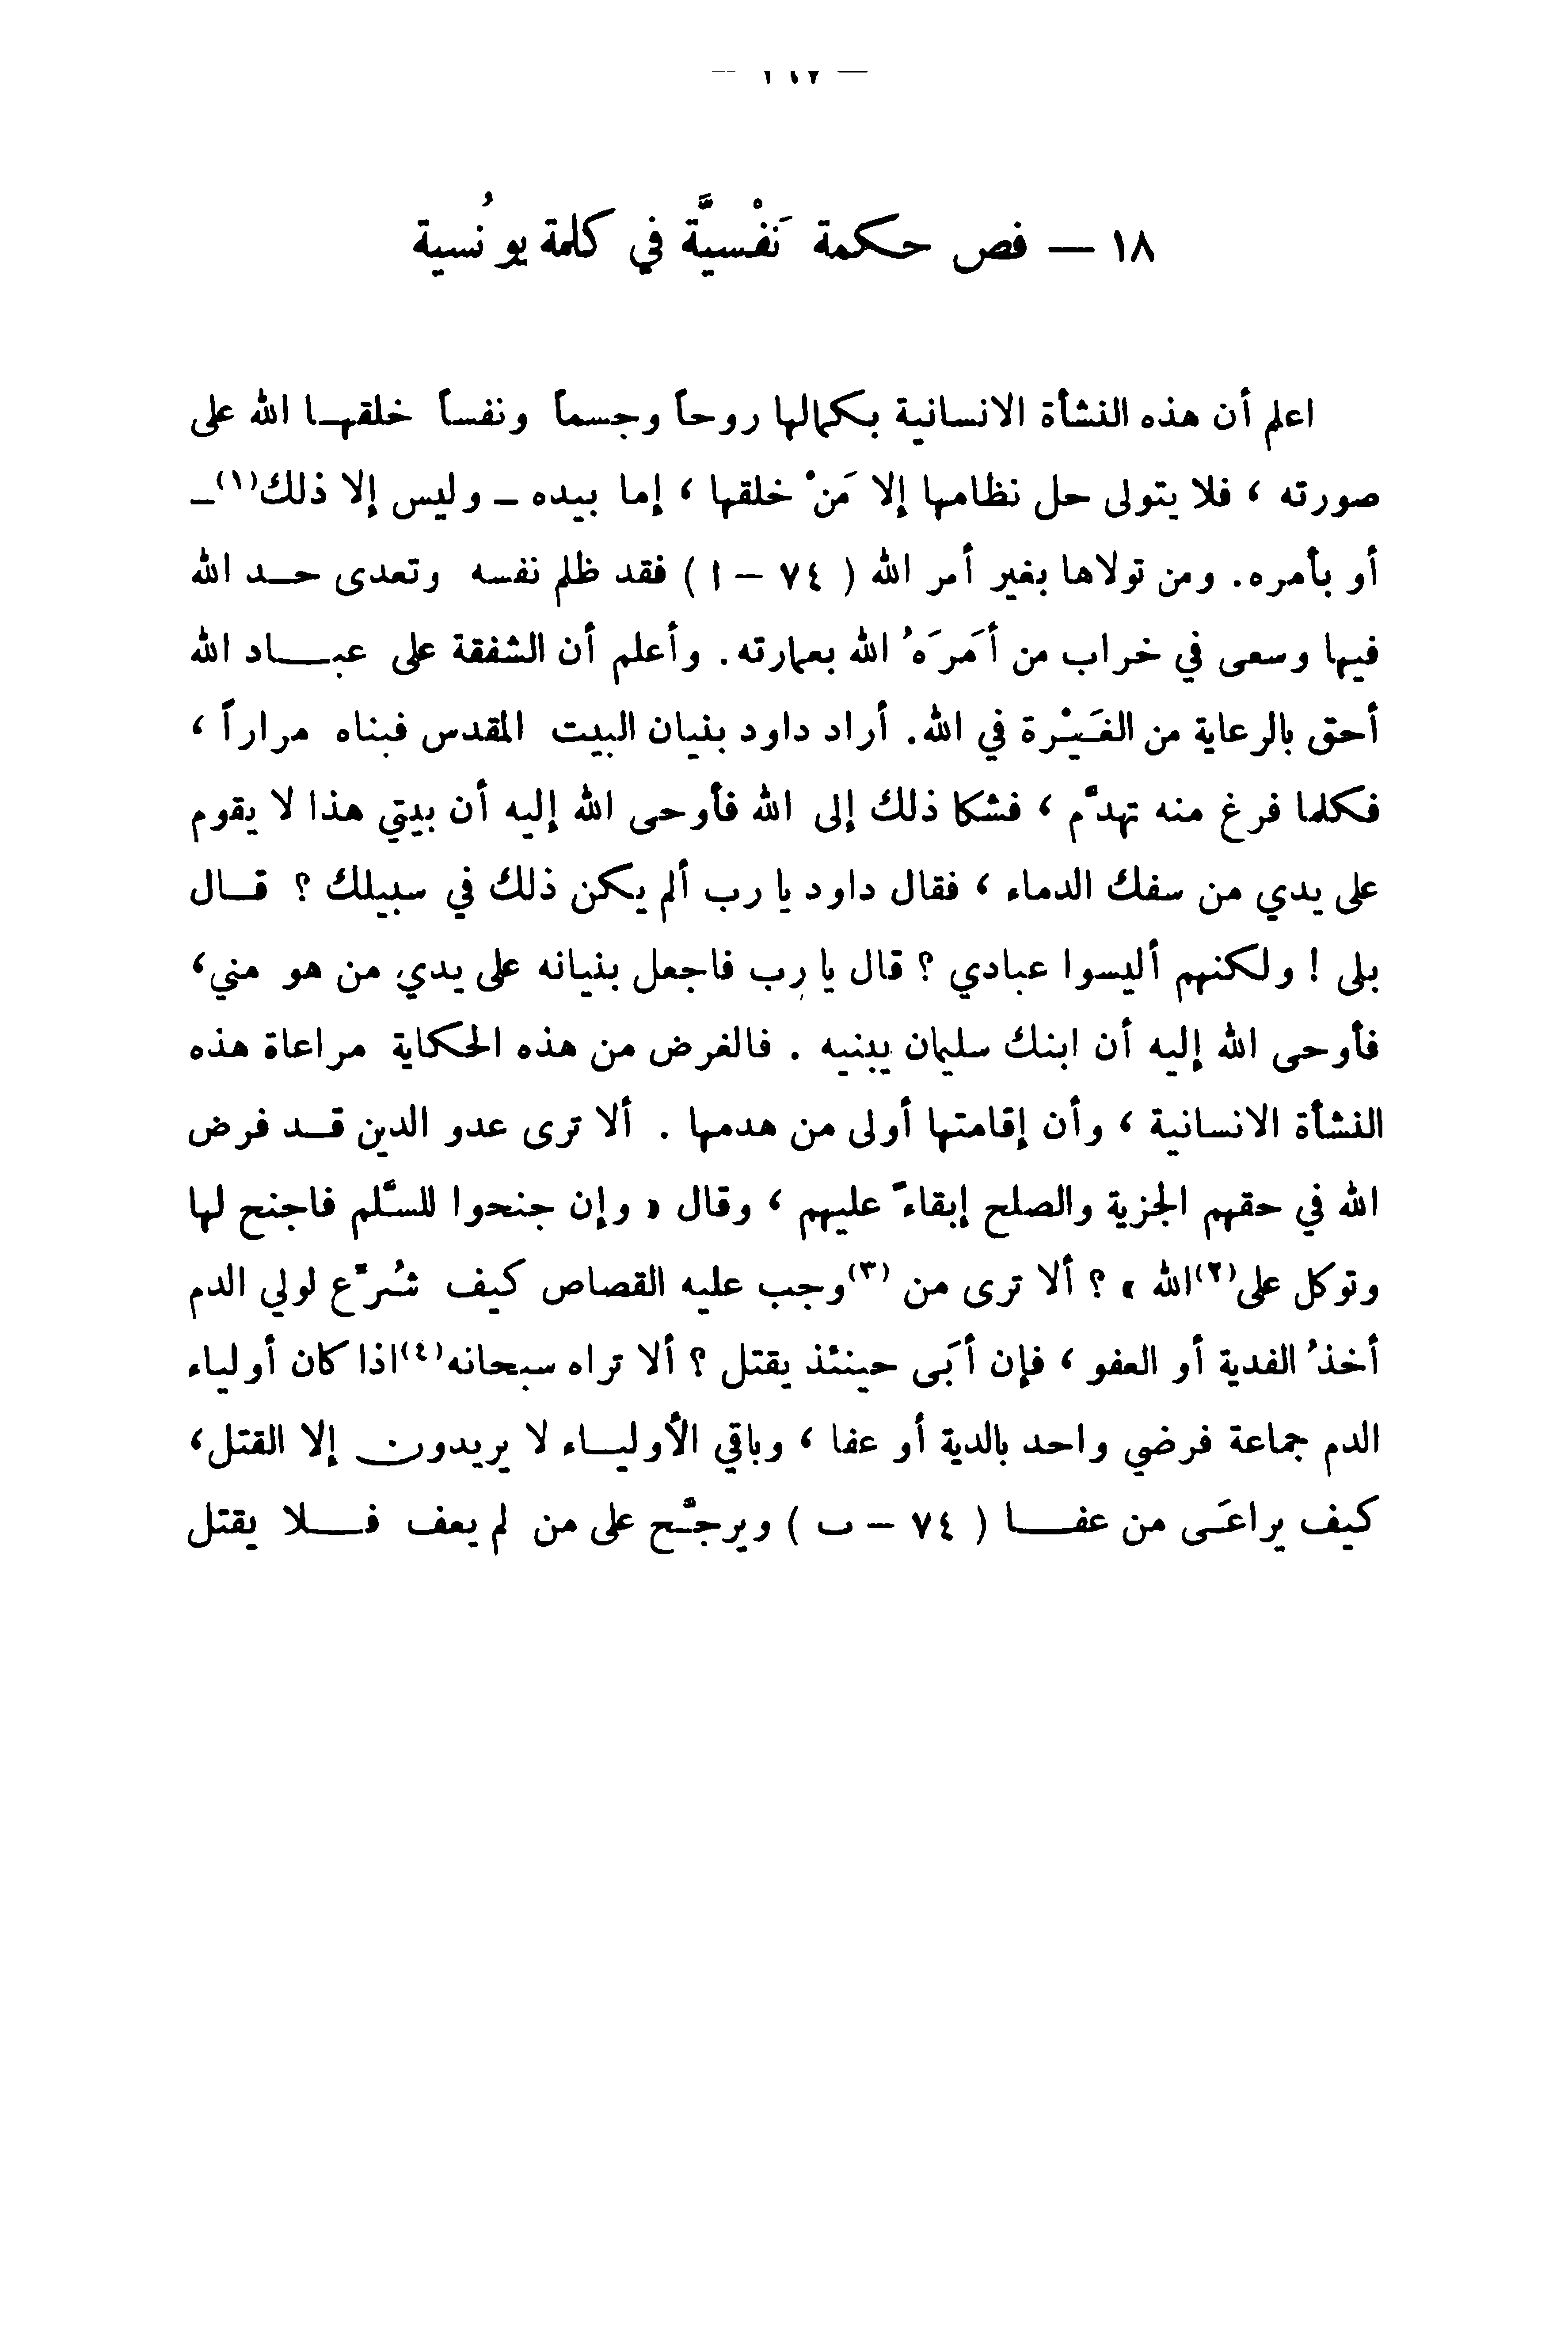 ١٨ — فص حكمة نَفْسيَّة في كلمة يونُسية
اعلم أن هذه النشأة الانسانية بكمالها روحاً وجسماً ونفساً خلقها الله على
صورته ، فلا يتولى حل نظامها إلا مَنْ خلقها ، إما بيده – وليس إلا ذلك(١) –
أو بأمره. ومن تولاها بغير أمر الله ( ٧٤ – ا ) فقد ظلم نفسه وتعدى حد الله
فيها وسعى في خراب من أمَرَهُ الله بعمارته . وأعلم أن الشفقة على عباد الله
أحق بالرعاية من الغَيْرة في الله. أراد داود بنيان البيت المقدس فبناه مراراً ،
فكلما فرغ منه تهدَّم ، فشكا ذلك إلى الله فأوحى الله إليه أن بيتي هذا لا يقوم
على يدي من سفك الدماء ، فقال داود يا رب ألم يكن ذلك في سبيلك ؟ قال
بلى ! ولكنهم أليسوا عبادي ؟ قال يا رب فاجعل بنيانه على يدي من هو مني،
فأوحى الله إليه أن ابنك سليمان يبنيه . فالغرض من هذه الحكاية مراعاة هذه
النشأة الانسانية ، وأن إقامتها أولى من هدمها . ألا ترى عدو الدين قد فرض
الله في حقهم الجزية والصلح إبقاءً عليهم ، وقال « وإن جنحوا للسَّلم فاجنح لها
وتوكل على(٢) الله » ؟ ألا ترى من (٣) وجب عليه القصاص كيف شُرِّع لولي الدم
أخذُ الفدية أو العفو ، فإن أبَى حينئذ يقتل ؟ ألا تراه سبحانه(٤) اذا كان أولياء
الدم جماعة فرضي واحد بالدية أو عفا ، وباقي الأولياء لا يريدون إلا القتل،
كيف يراعَى من عفا ( ٧٤ – ب ) ويرجَّح على من لم يعف فلا يقتل